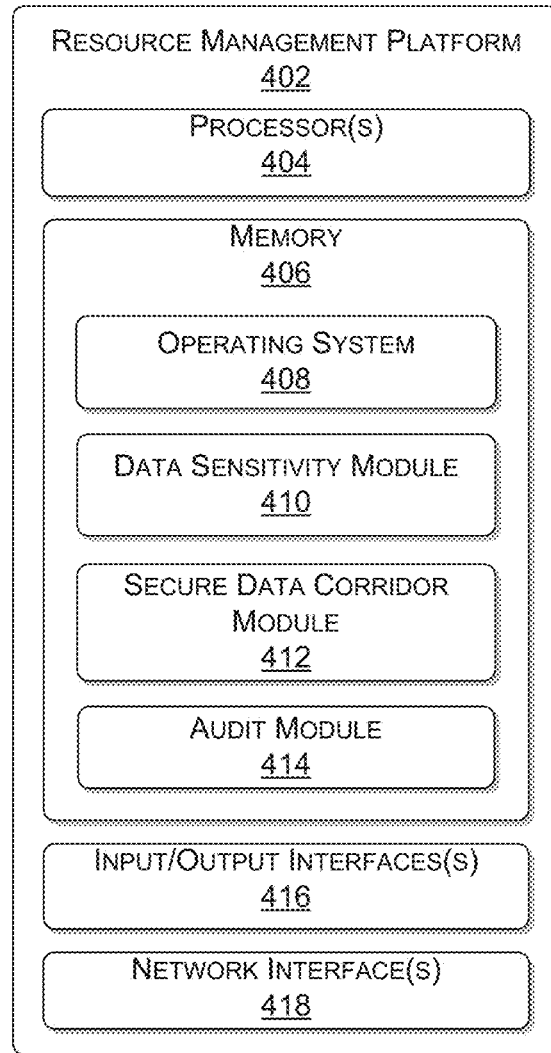 RESOURCE MANAGEMENT PLATFORM
402
PROCESSOR(S)
404
MEMORY
406
OPERATING SYSTEM
408
DATA SENSITIVITY MODULE
410
SECURE DATA CORRIDOR
MODULE
412
AUDIT MODULE
414
INPUT/OUTPUT INTERFACES(S)
416
NETWORK INTERFACE(S)
418